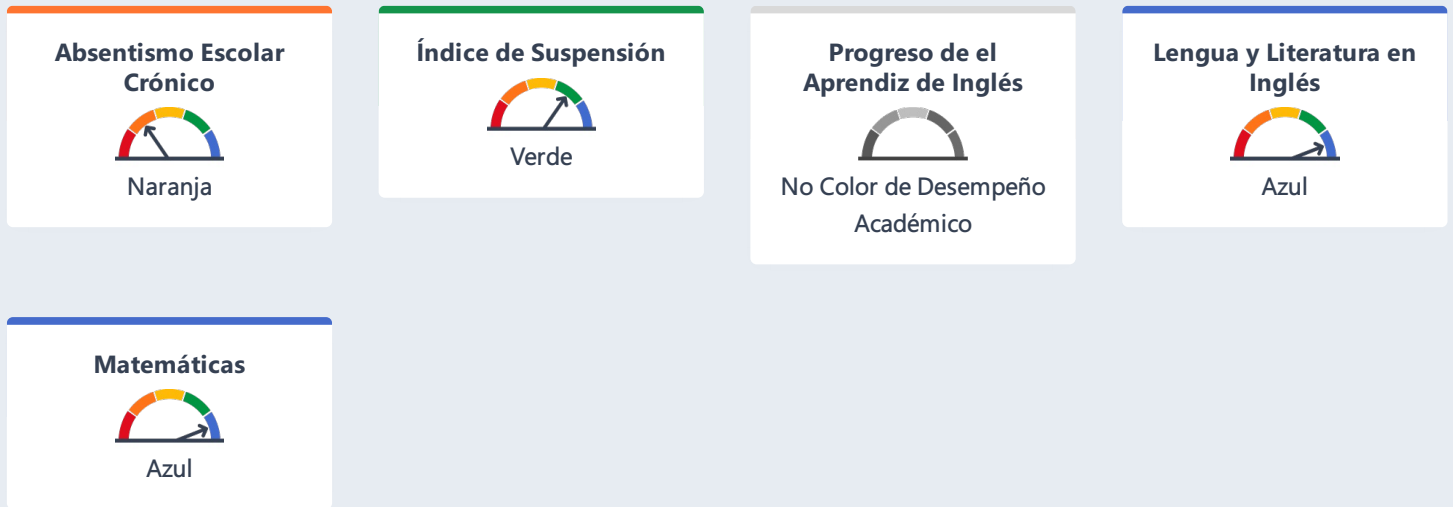 Absentismo Escolar
Crónico
Naranja
Índice de Suspensión
Verde
Progreso de el
Aprendiz de Inglés
No Color de Desempeño
Académico
Lengua y Literatura en
Inglés
Azul
Matemáticas
Azul